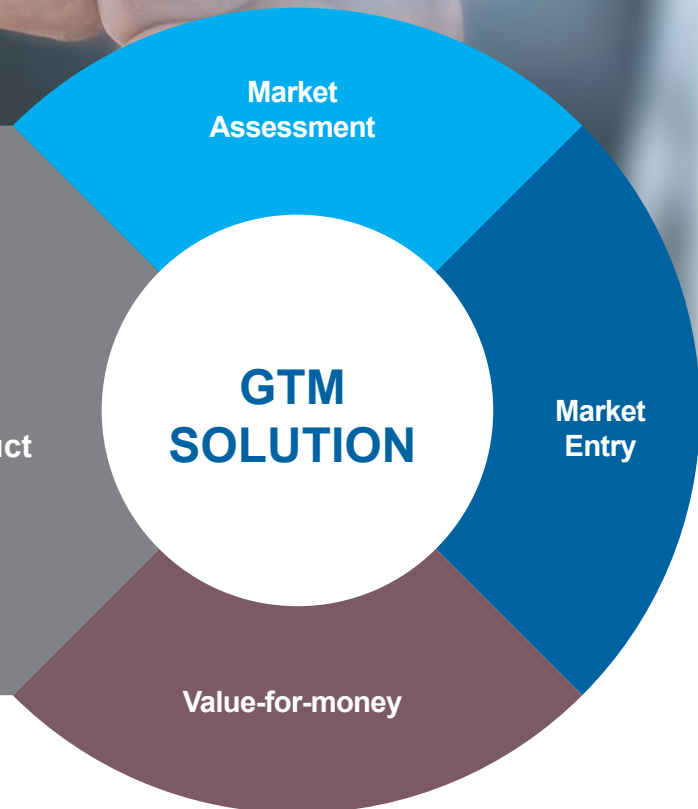 Market
Assessment
GTM
SOLUTION
Market
Entry
Value-for-money